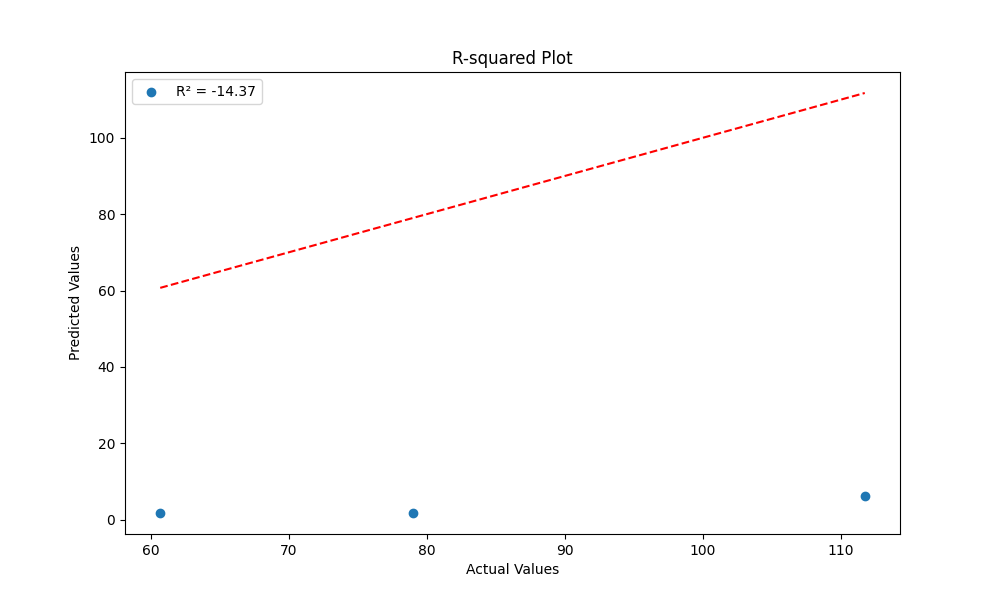 R-squared Plot
R² = -14.37
100
80
60
40
20
0
Predicted Values
60 70 80 90 100 110
Actual Values